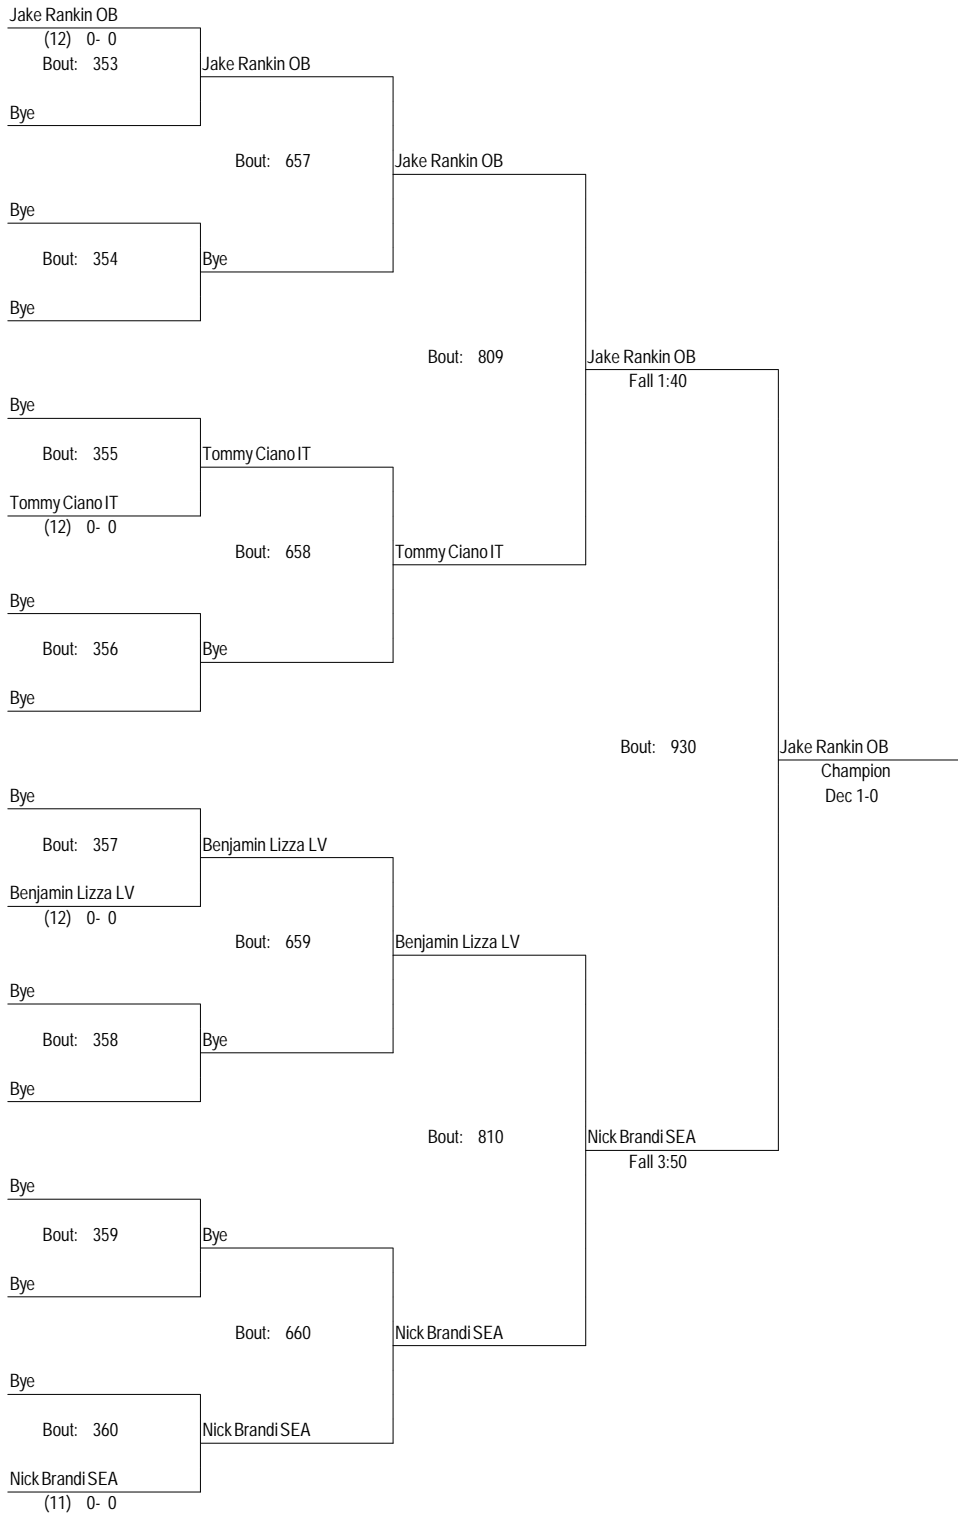 Jake Rankin OB
(12) 0- 0
Bout: 353
Jake Rankin OB
Bye
Bout: 657
Jake Rankin OB
Bye
Bout: 354
Bye
Bye
Bout: 809
Jake Rankin OB
Fall 1:40
Bye
Bout: 355
Tommy Ciano IT
Tommy Ciano IT
(12) 0- 0
Bout: 658
Tommy Ciano IT
Bye
Bout: 356
Bye
Bye
Bout: 930
Jake Rankin OB
Champion
Dec 1-0
Bye
Bout: 357
Benjamin Lizza LV
Benjamin Lizza LV
(12) 0- 0
Bout: 659
Benjamin Lizza LV
Bye
Bout: 358
Bye
Bye
Bout: 810
Nick Brandi SEA
Fall 3:50
Bye
Bout: 359
Bye
Bye
Bout: 660
Nick Brandi SEA
Bye
Bout: 360
Nick Brandi SEA
Nick Brandi SEA
(11) 0- 0